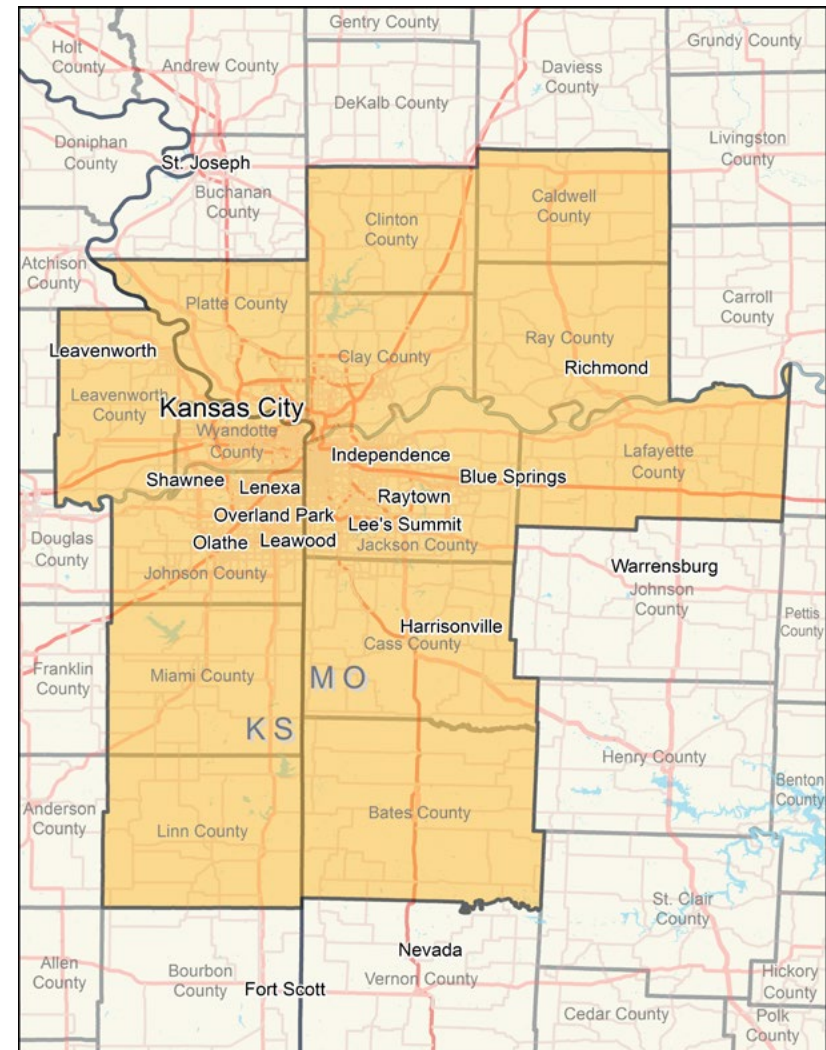 Gentry County
Holt
County
Andrew County
Grundy County
Daviess
County
DeKalb County
Livingston
County
Doniphan
County
St. Joseph
Buchanan
County
Caldwell
County
Clinton
County
Atchison
County
Platte County
Carroll
County
Ray County
Leavenworth
Clay County
Richmond
Leavenworth
County
Kansas City
Wyandotte
County
Independence
Lafayette
County
Shawnee
Lenexa
Blue Springs
Raytown
Overland Park
Lee's Summit
Douglas
County
Olathe
Leawood
Jackson County
Johnson County
Warrensburg
Johnson
County
Pettis
County
Harrisonville
Cass County
Franklin
County
Miami County
MO
KS
Henry County
Benton
County
Anderson
County
Linn County
Bates County
St. Clair
County
Nevada
Allen
County
Bourbon
County
Fort Scott
Vernon County
Hickory
County
Cedar County
Polk
County